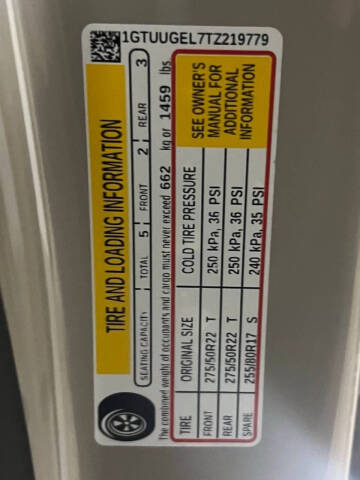 1GTUUGEL7TZ219779
TIRE AND LOADING INFORMATION
SEATING CAPACITY TOTAL 5 FRONT 2 REAR 3
The combined weight of occupants and cargo must never exceed 662 kg or 1459 lbs
TIRE ORIGINAL SIZE COLD TIRE PRESSURE
FRONT 275/50R22 T 250 kPa, 36 PSI
REAR 275/50R22 T 250 kPa, 36 PSI
SPARE 255/80R17 S 240 kPa, 35 PSI
SEE OWNER'S
MANUAL FOR
ADDITIONAL
INFORMATION